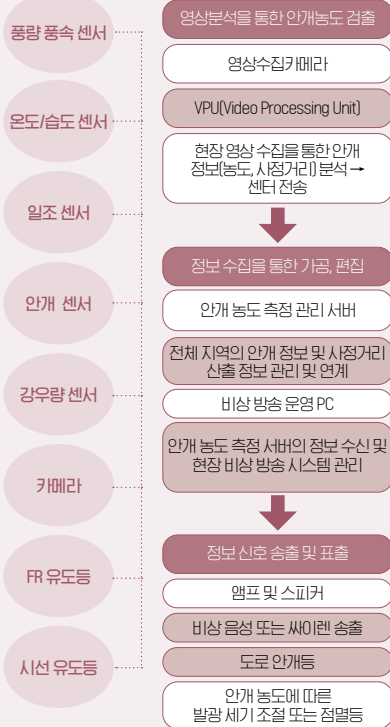 풍량 풍속 센서
온도/습도 센서
일조 센서
안개 센서
강우량 센서
카메라
FR 유도등
시선 유도등
영상분석을 통한 안개농도 검출
영상수집카메라
VPU(Video Processing Unit)
현장 영상 수집을 통한 안개
정보(농도, 사정거리) 분석 →
센터 전송
정보 수집을 통한 가공, 편집
안개 농도 측정 관리 서버
전체 지역의 안개 정보 및 사정거리
산출 정보 관리 및 연계
비상 방송 운영 PC
안개 농도 측정 서버의 정보 수신 및
현장 비상 방송 시스템 관리
정보 신호 송출 및 표출
앰프 및 스피커
비상 음성 또는 싸이렌 송출
도로 안개등
안개 농도에 따른
발광 세기 조절 또는 점멸등